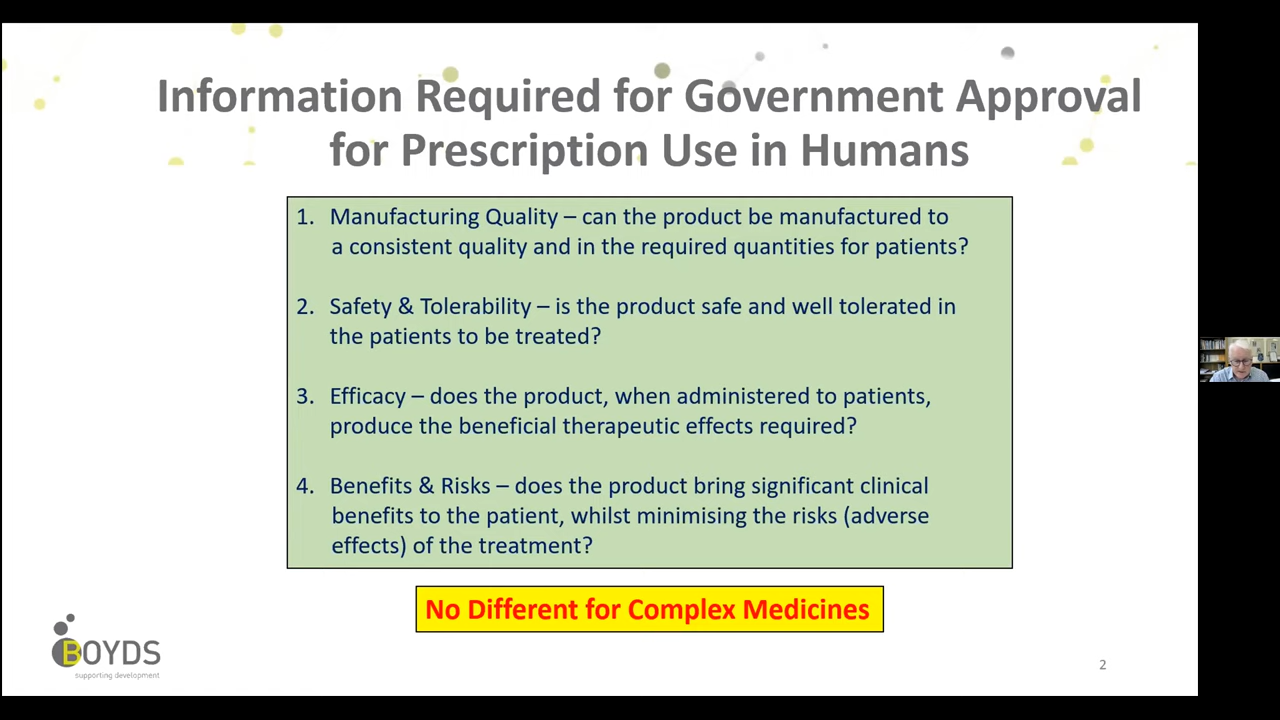 Information Required for Government Approval
for Prescription Use in Humans
1. Manufacturing Quality – can the product be manufactured to
a consistent quality and in the required quantities for patients?
2. Safety & Tolerability – is the product safe and well tolerated in
the patients to be treated?
3. Efficacy – does the product, when administered to patients,
produce the beneficial therapeutic effects required?
4. Benefits & Risks – does the product bring significant clinical
benefits to the patient, whilst minimising the risks (adverse
effects) of the treatment?
No Different for Complex Medicines
BOYDS
supporting development
2